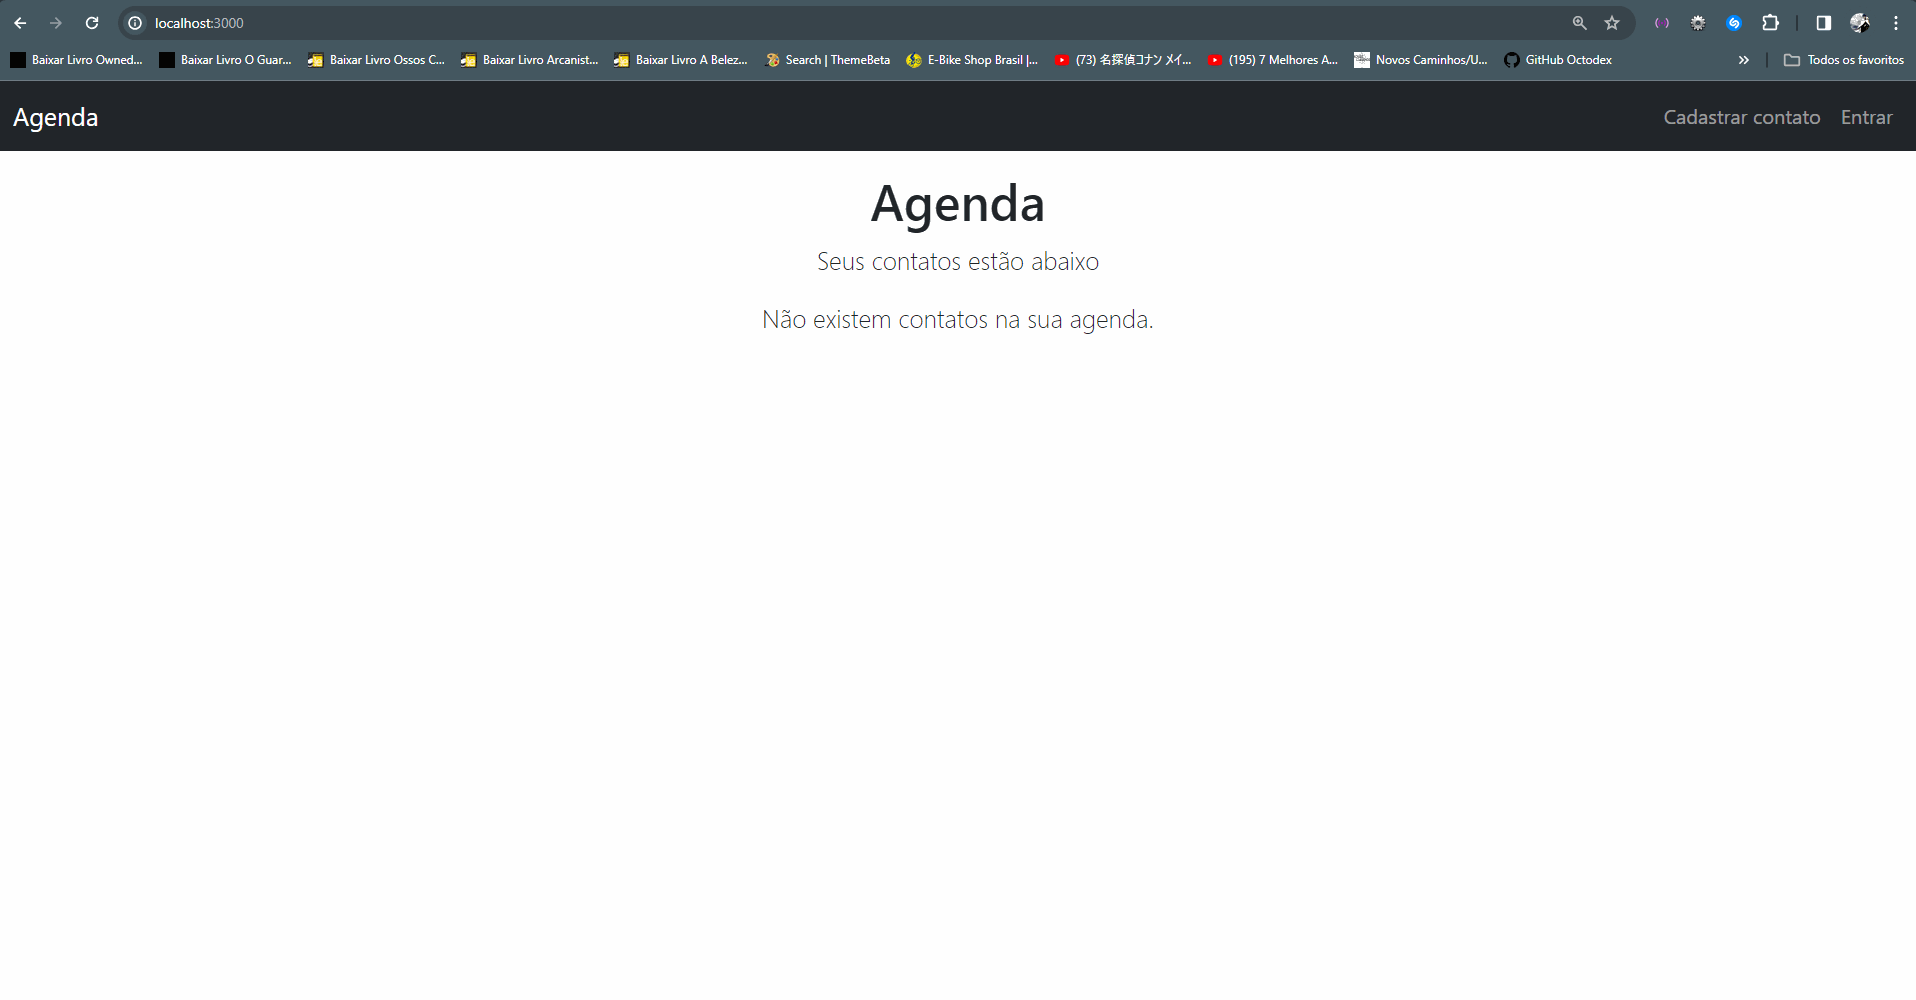 localhost:3000
Baixar Livro Owned... Baixar Livro O Guar... Baixar Livro Ossos C... Baixar Livro Arcanist... Baixar Livro A Belez... Search | ThemeBeta E-Bike Shop Brasil |... (73) 名探偵コナン メイ... (195) 7 Melhores A... Novos Caminhos/U... GitHub Octodex » Todos os favoritos
Agenda Cadastrar contato Entrar
Agenda
Seus contatos estão abaixo
Não existem contatos na sua agenda.